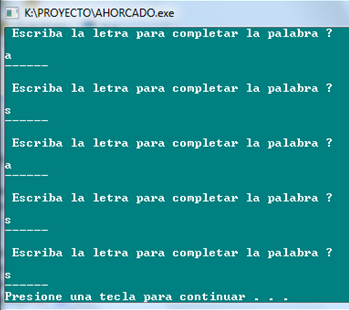 K:\PROYECTO\AHORCADO.exe
Escriba la letra para completar la palabra ?
a
------
Escriba la letra para completar la palabra ?
s
------
Escriba la letra para completar la palabra ?
a
------
Escriba la letra para completar la palabra ?
s
------
Escriba la letra para completar la palabra ?
s
------
Presione una tecla para continuar . . .